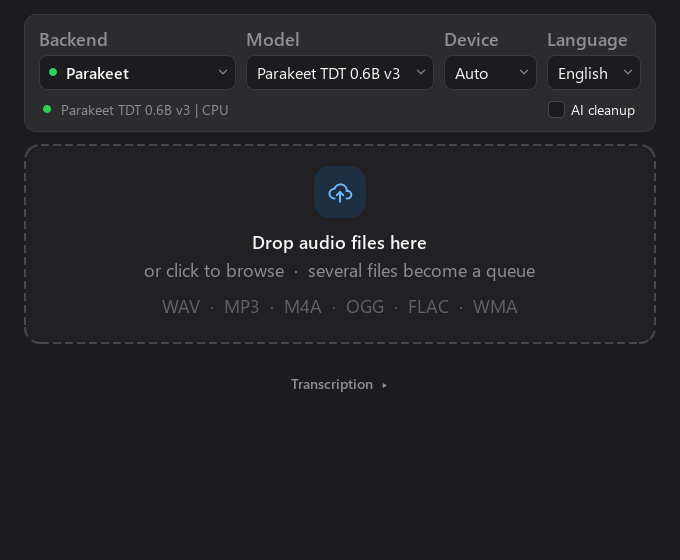 Backend Model Device Language
Parakeet Parakeet TDT 0.6B v3 Auto English
Parakeet TDT 0.6B v3 | CPU AI cleanup
Drop audio files here
or click to browse · several files become a queue
WAV · MP3 · M4A · OGG · FLAC · WMA
Transcription